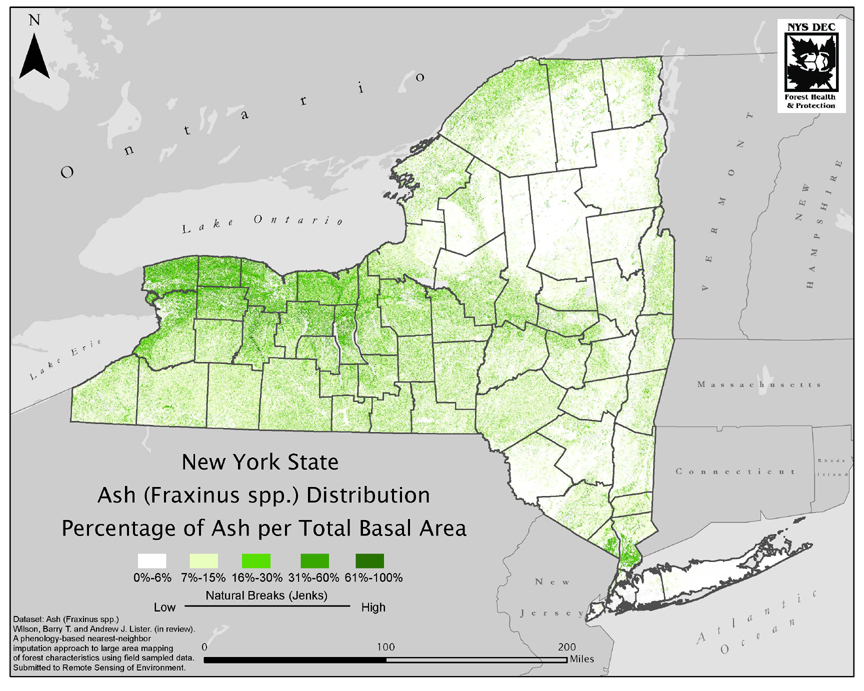 N
NYS DEC
Forest Health
& Protection
Ontario
Lake Ontario
VERMONT
NEW
HAMPSHIRE
Lake Erie
Massachusetts
Connecticut
Rhode
Island
New
Jersey
Atlantic
Ocean
New York State
Ash (Fraxinus spp.) Distribution
Percentage of Ash per Total Basal Area
0%-6% 7%-15% 16%-30% 31%-60% 61%-100%
Natural Breaks (Jenks)
Low High
Dataset: Ash (Fraxinus spp.)
Wilson, Barry T. and Andrew J. Lister. (in review).
A phenology-based nearest-neighbor
imputation approach to large area mapping
of forest characteristics using field sampled data.
Submitted to Remote Sensing of Environment.
0 100 200
Miles